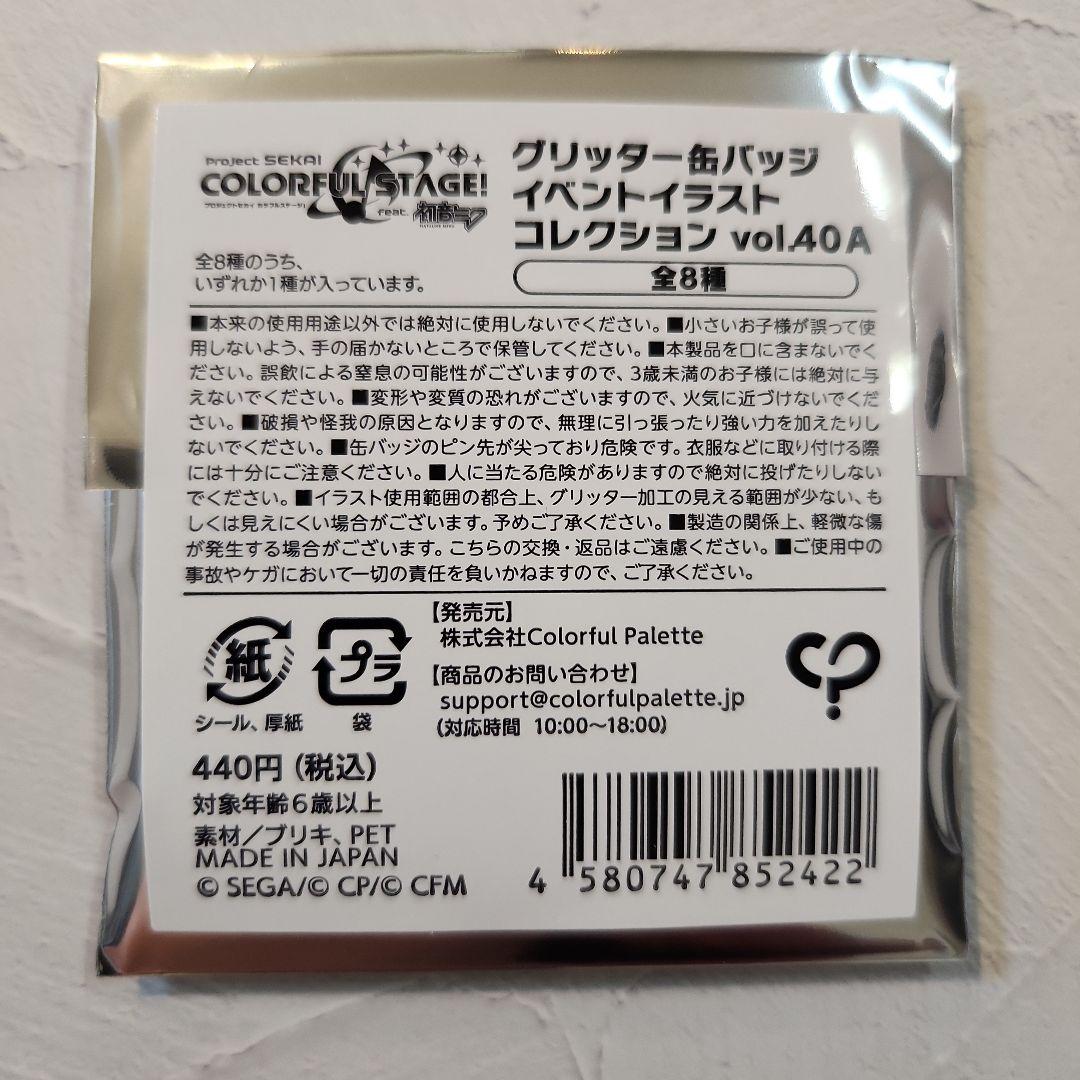 Project SEKAI
COLORFUL STAGE!
プロジェクトセカイ カラフルステージ!
feat. 初音ミク
HATSUNE MIKU
グリッター缶バッジ
イベントイラスト
コレクション vol.40 A
全8種
全8種のうち、
いずれか1種が入っています。
■本来の使用用途以外では絶対に使用しないでください。■小さいお子様が誤って使
用しないよう、手の届かないところで保管してください。■本製品を口に含まないでく
ださい。誤飲による窒息の可能性がございますので、3歳未満のお子様には絶対に与
えないでください。■変形や変質の恐れがございますので、火気に近づけないでくだ
さい。■破損や怪我の原因となりますので、無理に引っ張ったり強い力を加えたりし
ないでください。■缶バッジのピン先が尖っており危険です。衣服などに取り付ける際
には十分にご注意ください。■人に当たる危険がありますので絶対に投げたりしない
でください。■イラスト使用範囲の都合上、グリッター加工の見える範囲が少ない、も
しくは見えにくい場合がございます。予めご了承ください。■製造の関係上、軽微な傷
が発生する場合がございます。こちらの交換・返品はご遠慮ください。■ご使用中の
事故やケガにおいて一切の責任を負いかねますので、ご了承ください。
紙
シール、厚紙
プラ
袋
【発売元】
株式会社Colorful Palette
【商品のお問い合わせ】
support@colorfulpalette.jp
(対応時間 10:00〜18:00)
440円(税込)
対象年齢6歳以上
素材/ブリキ、PET
MADE IN JAPAN
© SEGA/© CP/© CFM
4 580747 852422